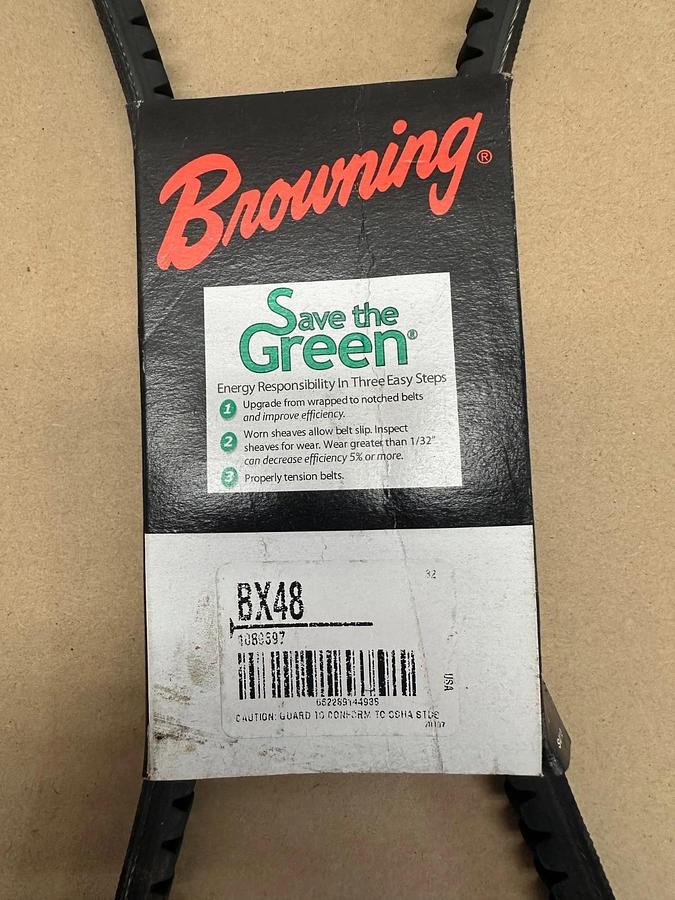 Browning®
Save the
Green®
Energy Responsibility In Three Easy Steps
1 Upgrade from wrapped to notched belts
and improve efficiency.
2 Worn sheaves allow belt slip. Inspect
sheaves for wear. Wear greater than 1/32"
can decrease efficiency 5% or more.
3 Properly tension belts.
32
BX48
1089697
USA
CAUTION: GUARD TO CONFORM TO OSHA STDS